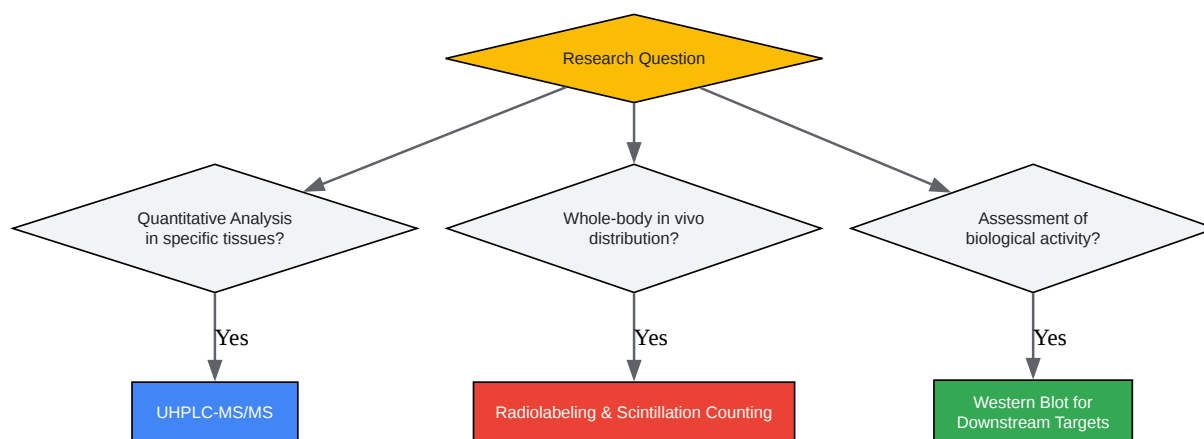 Research Question
Quantitative Analysis
in specific tissues?
Whole-body in vivo
distribution?
Assessment of
biological activity?
Yes
Yes
Yes
UHPLC-MS/MS
Radiolabeling & Scintillation Counting
Western Blot for
Downstream Targets